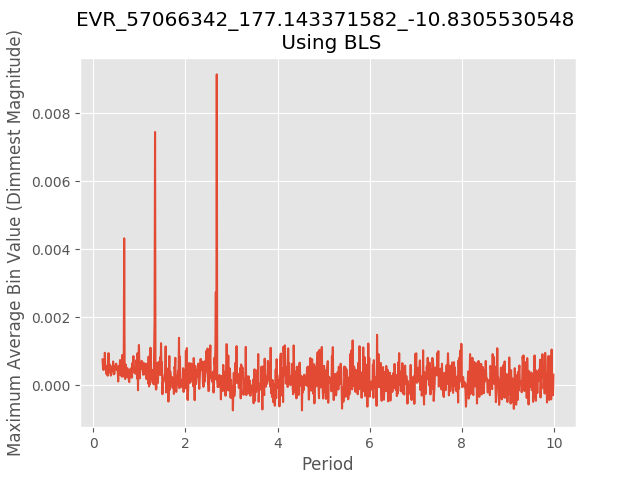 EVR_57066342_177.143371582_-10.8305530548
Using BLS
Maximum Average Bin Value (Dimmest Magnitude)
0.008
0.006
0.004
0.002
0.000
0
2
4
6
8
10
Period